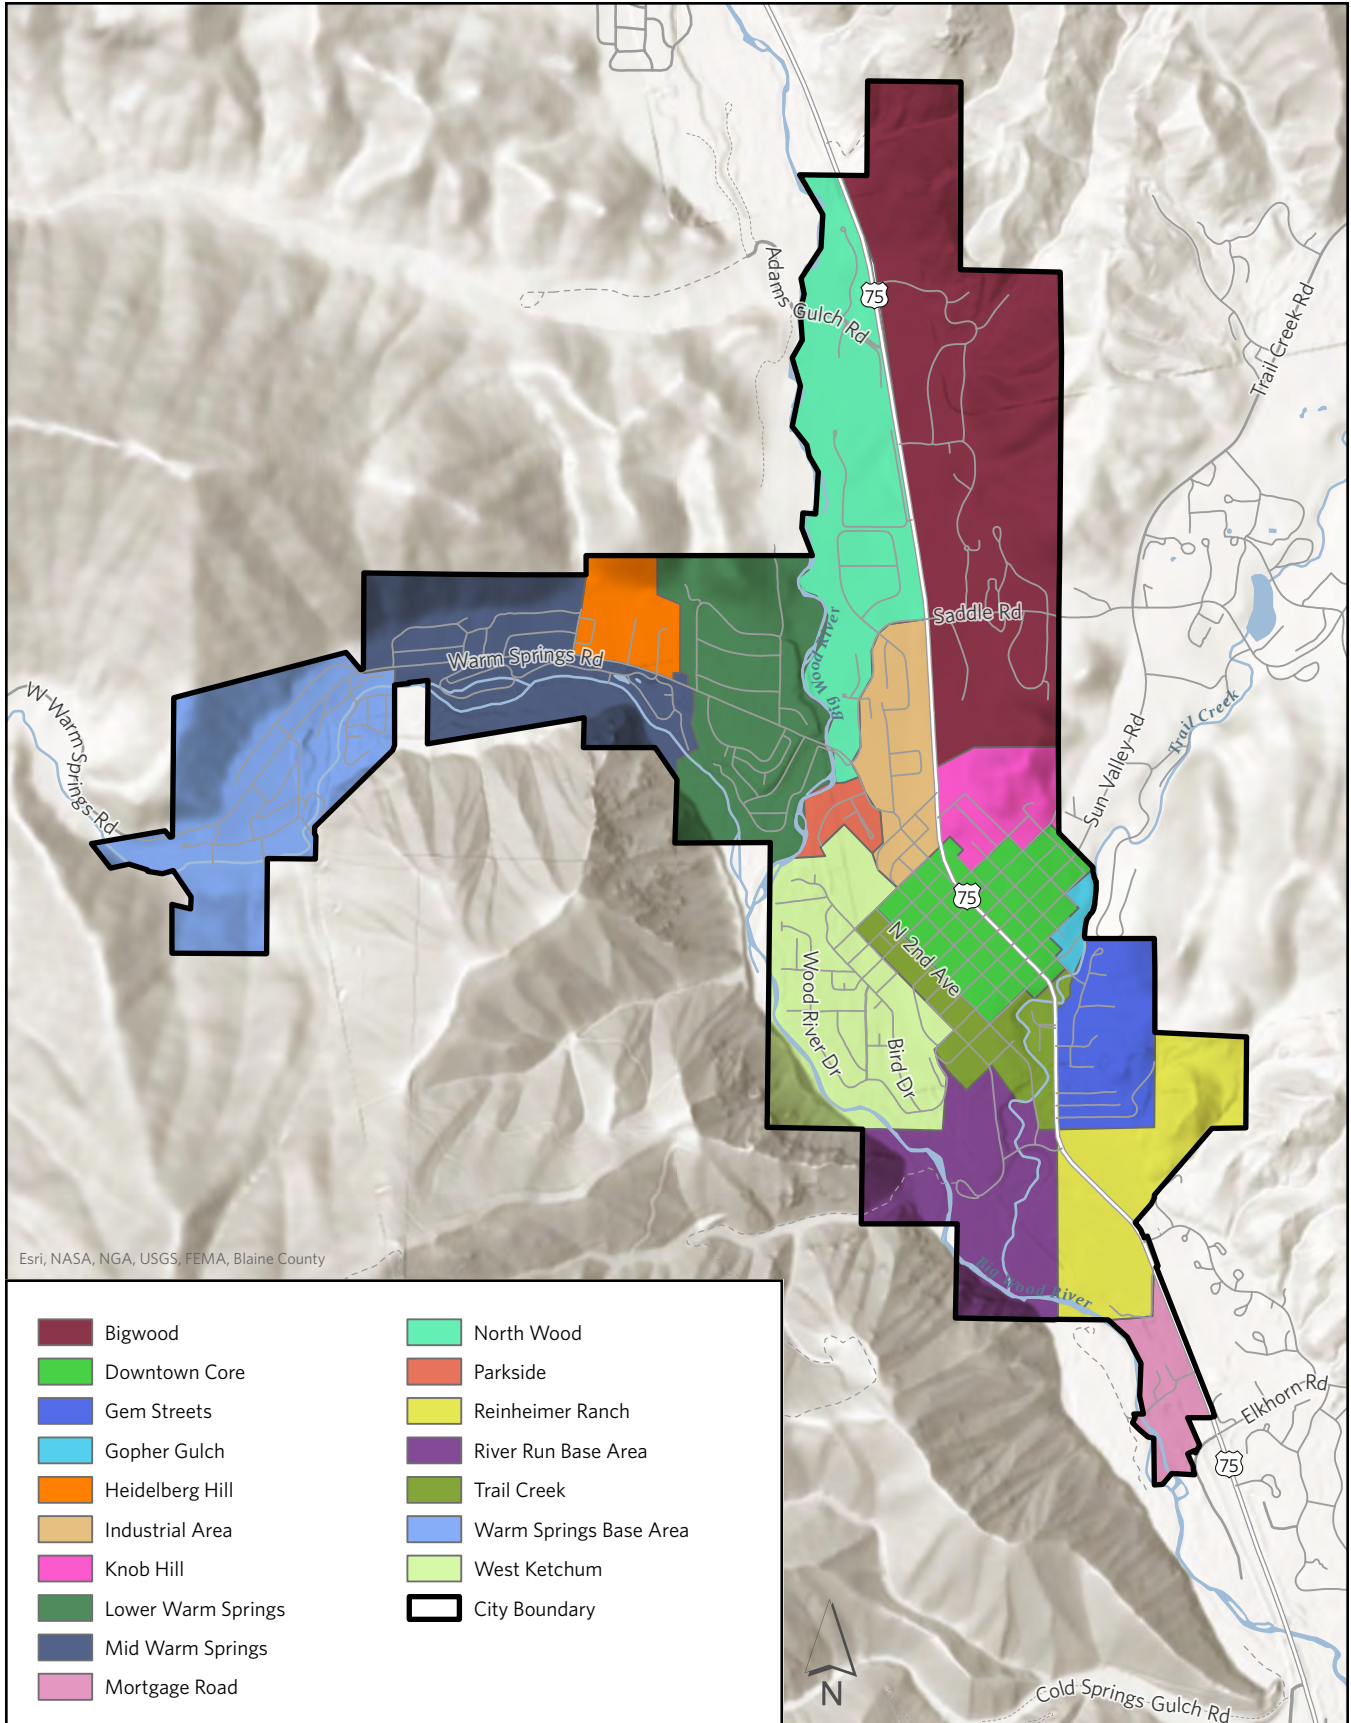 75
Adams Gulch Rd
Trail Creek Rd
Saddle Rd
Big Wood River
Warm Springs Rd
W Warm Springs Rd
Trail Creek
Sun Valley Rd
75
N 2nd Ave
Wood River Dr
Bird Dr
Big Wood River
Esri, NASA, NGA, USGS, FEMA, Blaine County
Elkhorn Rd
75
Cold Springs Gulch Rd
N
Bigwood
Downtown Core
Gem Streets
Gopher Gulch
Heidelberg Hill
Industrial Area
Knob Hill
Lower Warm Springs
Mid Warm Springs
Mortgage Road
North Wood
Parkside
Reinheimer Ranch
River Run Base Area
Trail Creek
Warm Springs Base Area
West Ketchum
City Boundary